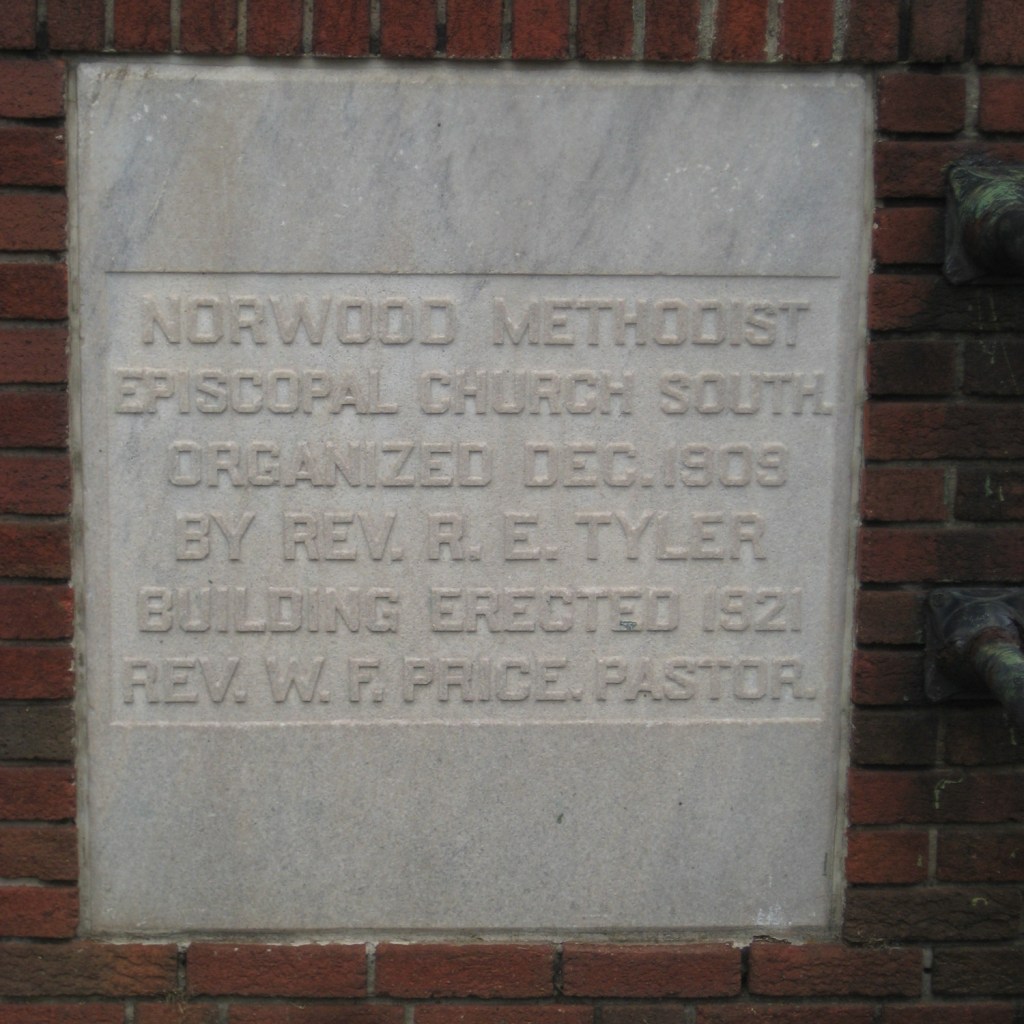 NORWOOD METHODIST
EPISCOPAL CHURCH SOUTH.
ORGANIZED DEC. 1909
BY REV. R. E. TYLER
BUILDING ERECTED 1921
REV. W. F. PRICE. PASTOR.